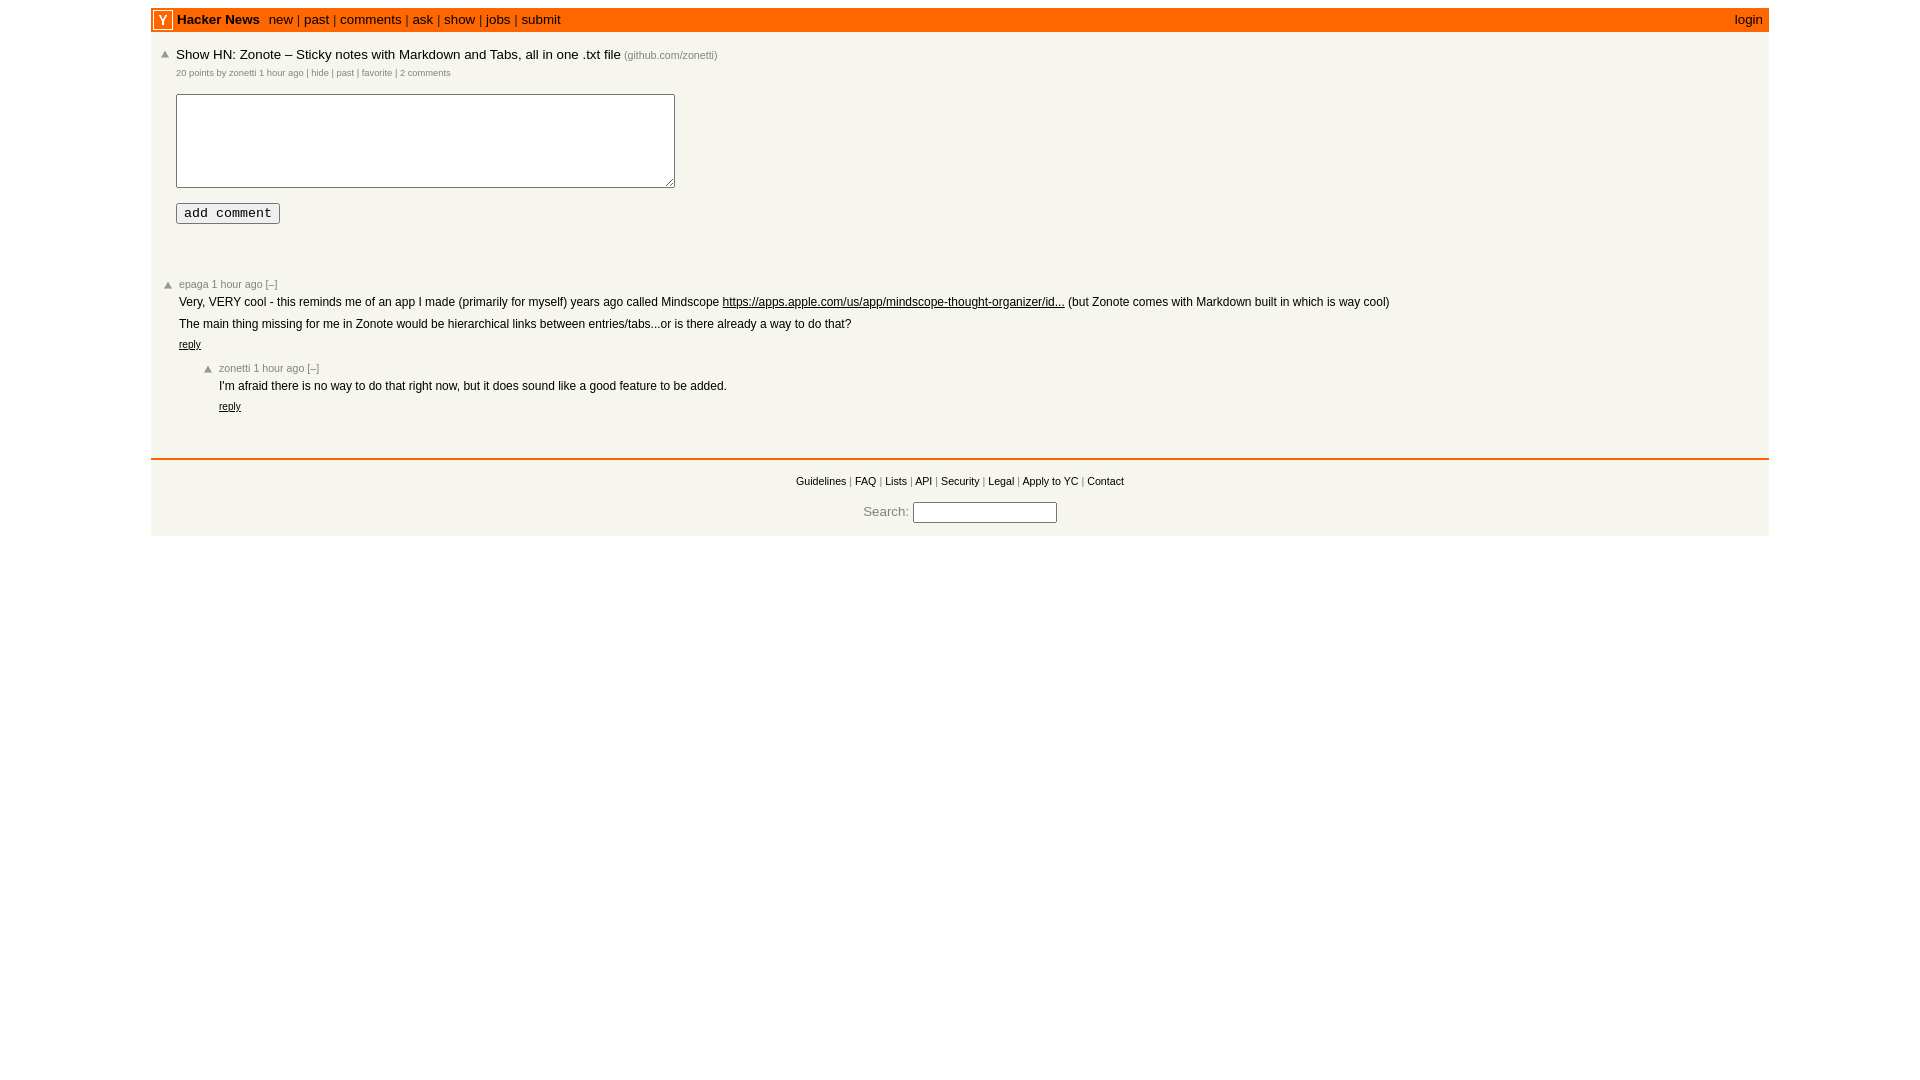 Y Hacker News new | past | comments | ask | show | jobs | submit login
Show HN: Zonote – Sticky notes with Markdown and Tabs, all in one .txt file (github.com/zonetti)
20 points by zonetti 1 hour ago | hide | past | favorite | 2 comments
add comment
epaga 1 hour ago [–]
Very, VERY cool - this reminds me of an app I made (primarily for myself) years ago called Mindscope https://apps.apple.com/us/app/mindscope-thought-organizer/id... (but Zonote comes with Markdown built in which is way cool)
The main thing missing for me in Zonote would be hierarchical links between entries/tabs...or is there already a way to do that?
reply
zonetti 1 hour ago [–]
I'm afraid there is no way to do that right now, but it does sound like a good feature to be added.
reply
Guidelines | FAQ | Lists | API | Security | Legal | Apply to YC | Contact
Search: